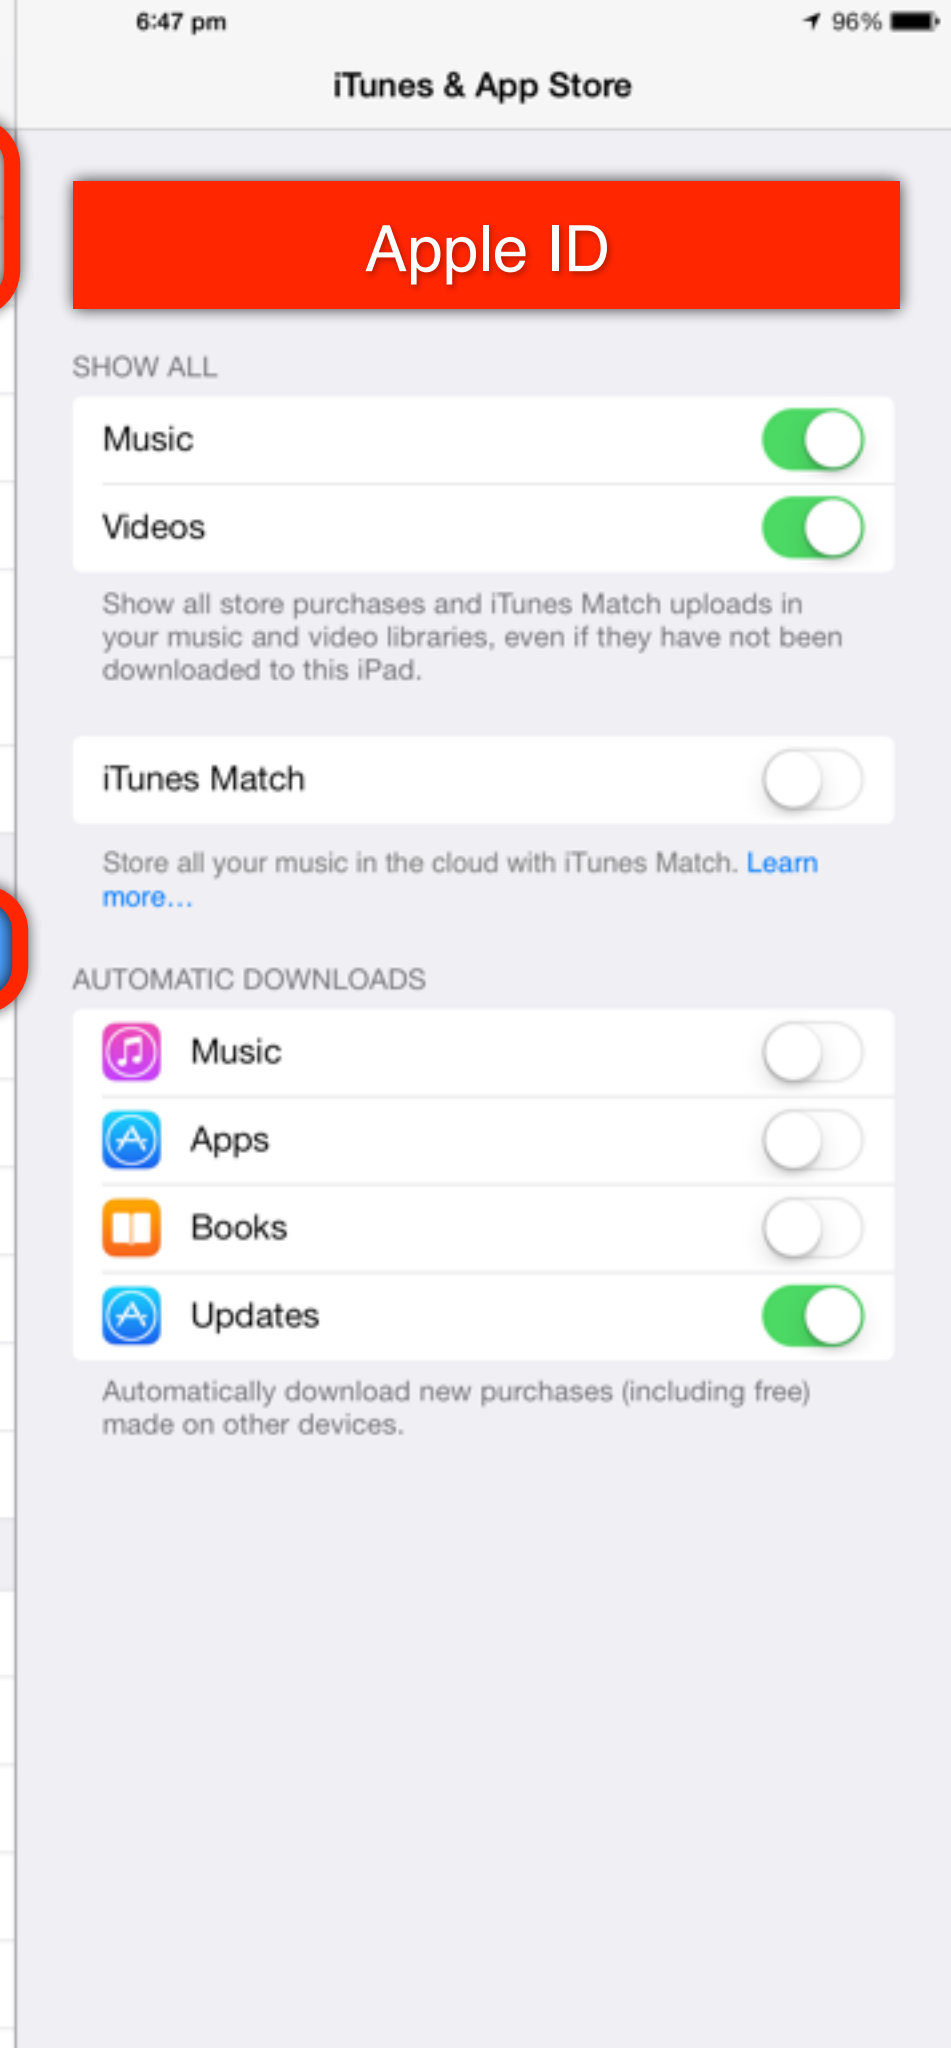 6:47 pm
96%
iTunes & App Store
Apple ID
SHOW ALL
Music
Videos
Show all store purchases and iTunes Match uploads in
your music and video libraries, even if they have not been
downloaded to this iPad.
iTunes Match
Store all your music in the cloud with iTunes Match. Learn
more...
AUTOMATIC DOWNLOADS
Music
Apps
Books
Updates
Automatically download new purchases (including free)
made on other devices.